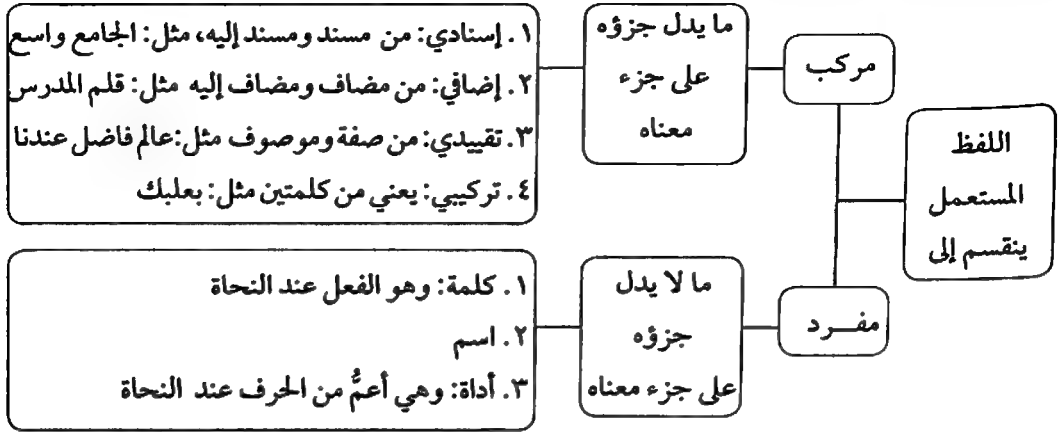 اللفظ
المستعمل
ينقسم إلى
مركب
ما يدل جزؤه
على جزء
معناه
١. إسنادي: من مسند ومسند إليه، مثل: الجامع واسع
٢. إضافي: من مضاف ومضاف إليه مثل: قلم المدرس
٣. تقييدي: من صفة وموصوف مثل: عالم فاضل عندنا
٤. تركيبي: يعني من كلمتين مثل: بعلبك
مفـــرد
ما لا يدل
جزؤه
على جزء معناه
١. كلمة: وهو الفعل عند النحاة
٢. اسم
٣. أداة: وهي أعمُّ من الحرف عند النحاة